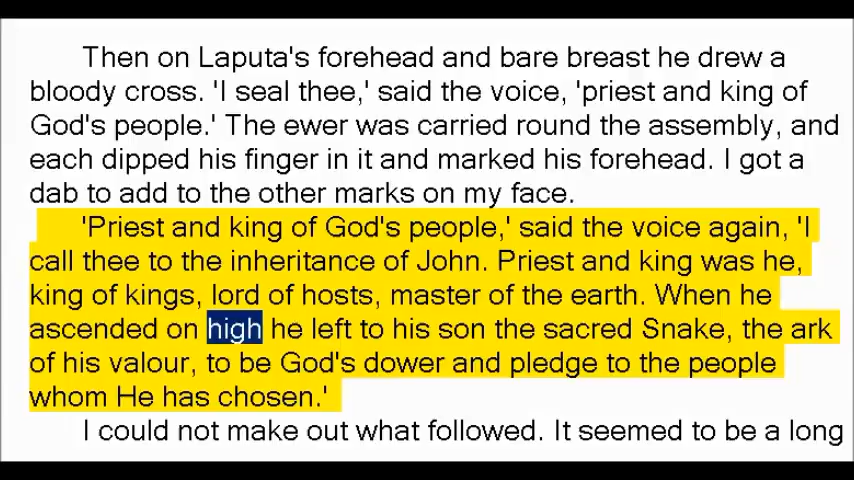 Then on Laputa's forehead and bare breast he drew a
bloody cross. 'I seal thee,' said the voice, 'priest and king of
God's people.' The ewer was carried round the assembly, and
each dipped his finger in it and marked his forehead. I got a
dab to add to the other marks on my face.
'Priest and king of God's people,' said the voice again, 'I
call thee to the inheritance of John. Priest and king was he,
king of kings, lord of hosts, master of the earth. When he
ascended on high he left to his son the sacred Snake, the ark
of his valour, to be God's dower and pledge to the people
whom He has chosen.'
I could not make out what followed. It seemed to be a long